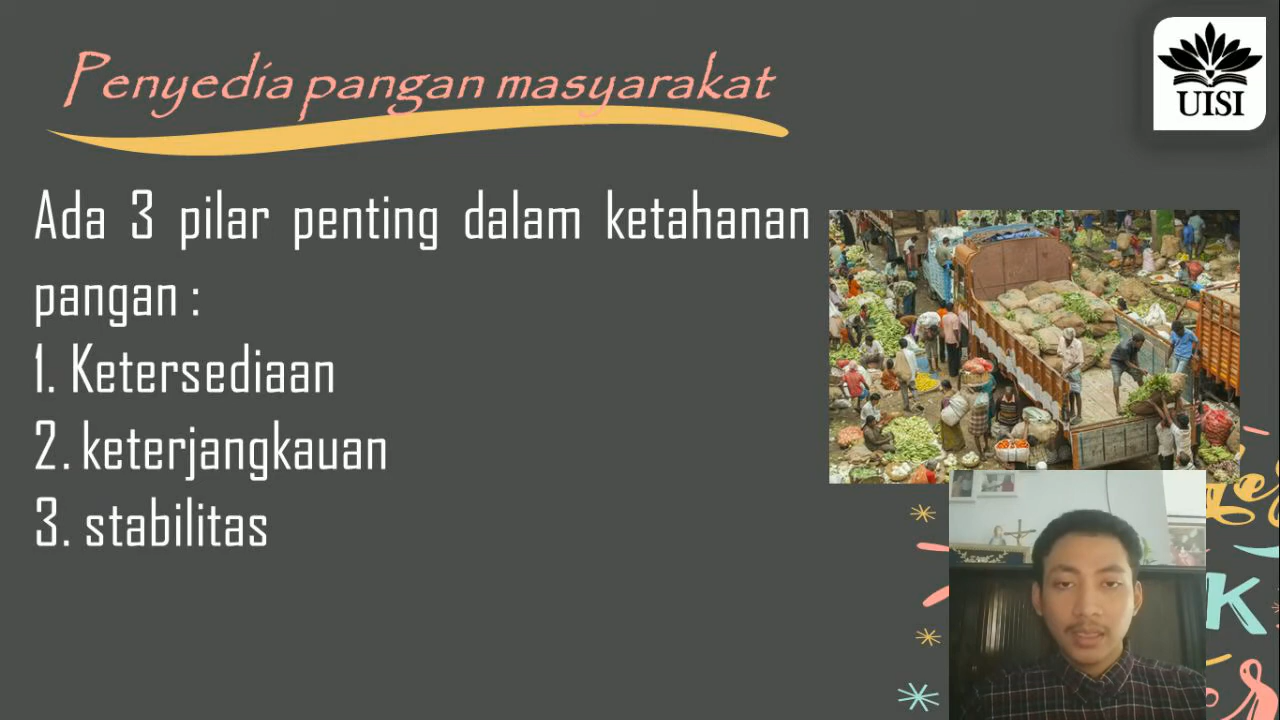 Penyedia pangan masyarakat
UISI
Ada 3 pilar penting dalam ketahanan
pangan :
1. Ketersediaan
2. keterjangkauan
3. stabilitas